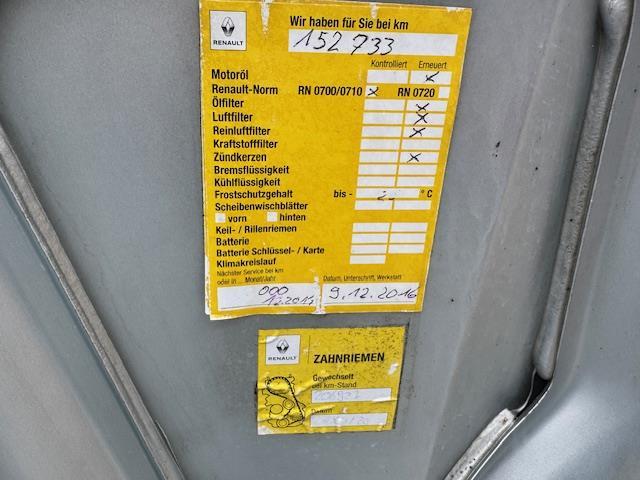 RENAULT
Wir haben für Sie bei km
152 733
Kontrolliert Erneuert
Motoröl x
Renault-Norm RN 0700/0710 x RN 0720
Ölfilter x
Luftfilter x
Reinluftfilter x
Kraftstofffilter
Zündkerzen x
Bremsflüssigkeit
Kühlflüssigkeit
Frostschutzgehalt bis - °C
Scheibenwischblätter
vorn hinten
Keil- / Rillenriemen
Batterie
Batterie Schlüssel- / Karte
Klimakreislauf
Nächster Service bei km
oder in ... Monat/Jahr
Datum, Unterschrift, Werkstatt
000
9.12.2016
RENAULT
ZAHNRIEMEN
Gewechselt
bei km-Stand
Datum